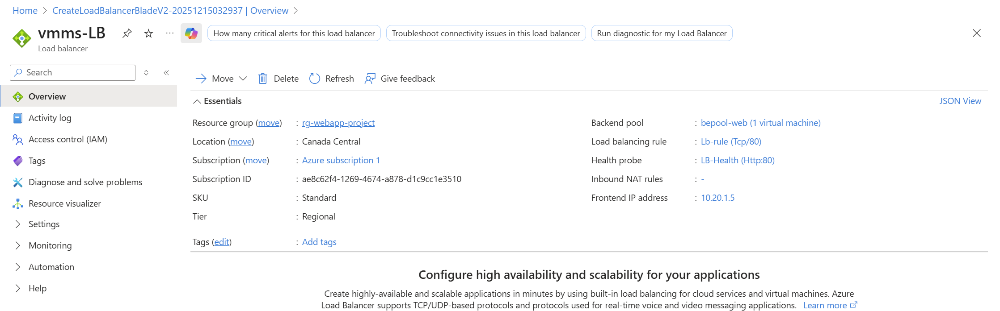 Home > CreateLoadBalancerBladeV2-20251215032937 | Overview >
vmms-LB
Load balancer
How many critical alerts for this load balancer
Troubleshoot connectivity issues in this load balancer
Run diagnostic for my Load Balancer
Search
Overview
Activity log
Access control (IAM)
Tags
Diagnose and solve problems
Resource visualizer
Settings
Monitoring
Automation
Help
Move
Delete
Refresh
Give feedback
Essentials
JSON View
Resource group (move) : rg-webapp-project
Location (move) : Canada Central
Subscription (move) : Azure subscription 1
Subscription ID : ae8c62f4-1269-4674-a878-d1c9cc1e3510
SKU : Standard
Tier : Regional
Tags (edit) : Add tags
Backend pool : bepool-web (1 virtual machine)
Load balancing rule : Lb-rule (Tcp/80)
Health probe : LB-Health (Http:80)
Inbound NAT rules : -
Frontend IP address : 10.20.1.5
Configure high availability and scalability for your applications
Create highly-available and scalable applications in minutes by using built-in load balancing for cloud services and virtual machines. Azure
Load Balancer supports TCP/UDP-based protocols and protocols used for real-time voice and video messaging applications. Learn more